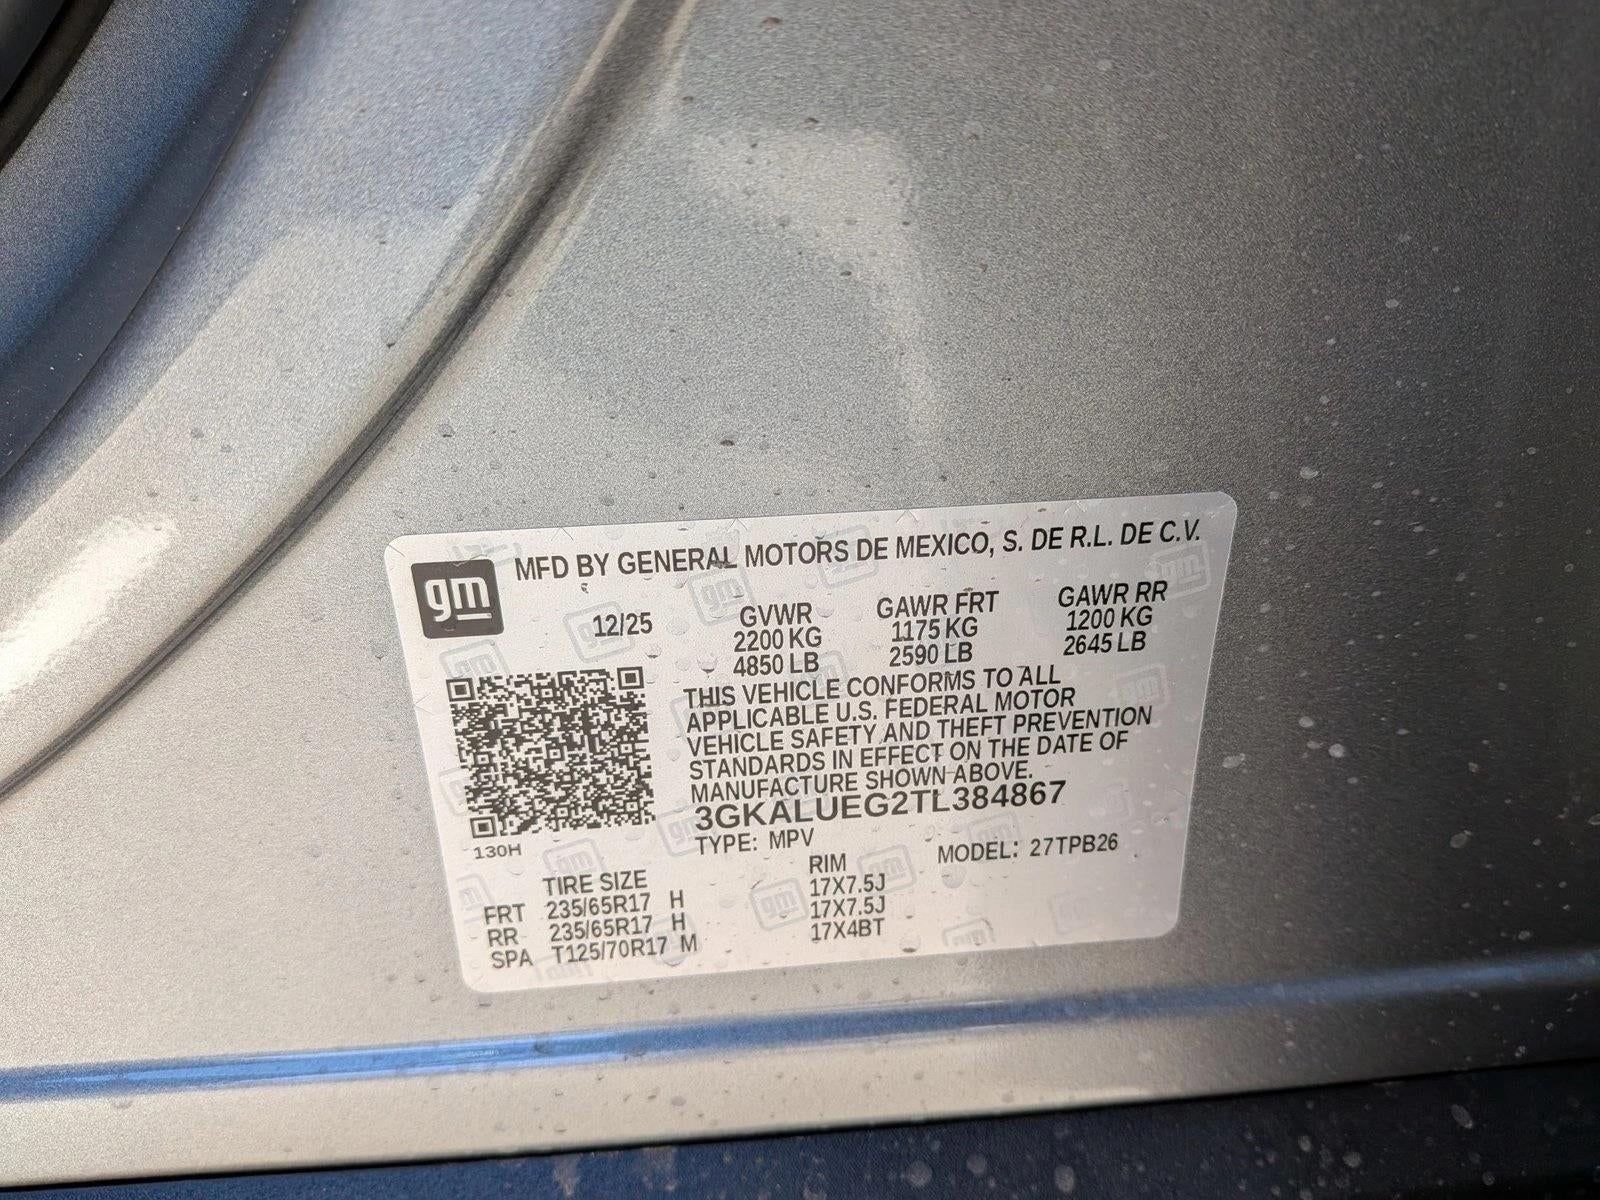 MFD BY GENERAL MOTORS DE MEXICO, S. DE R.L. DE C.V.
gm
12/25 GVWR GAWR FRT GAWR RR
2200 KG 1175 KG 1200 KG
4850 LB 2590 LB 2645 LB
THIS VEHICLE CONFORMS TO ALL
APPLICABLE U.S. FEDERAL MOTOR
VEHICLE SAFETY AND THEFT PREVENTION
STANDARDS IN EFFECT ON THE DATE OF
MANUFACTURE SHOWN ABOVE.
3GKALUEG2TL384867
TYPE: MPV MODEL: 27TPB26
130H
TIRE SIZE RIM
FRT 235/65R17 H 17X7.5J
RR 235/65R17 H 17X7.5J
SPA T125/70R17 M 17X4BT